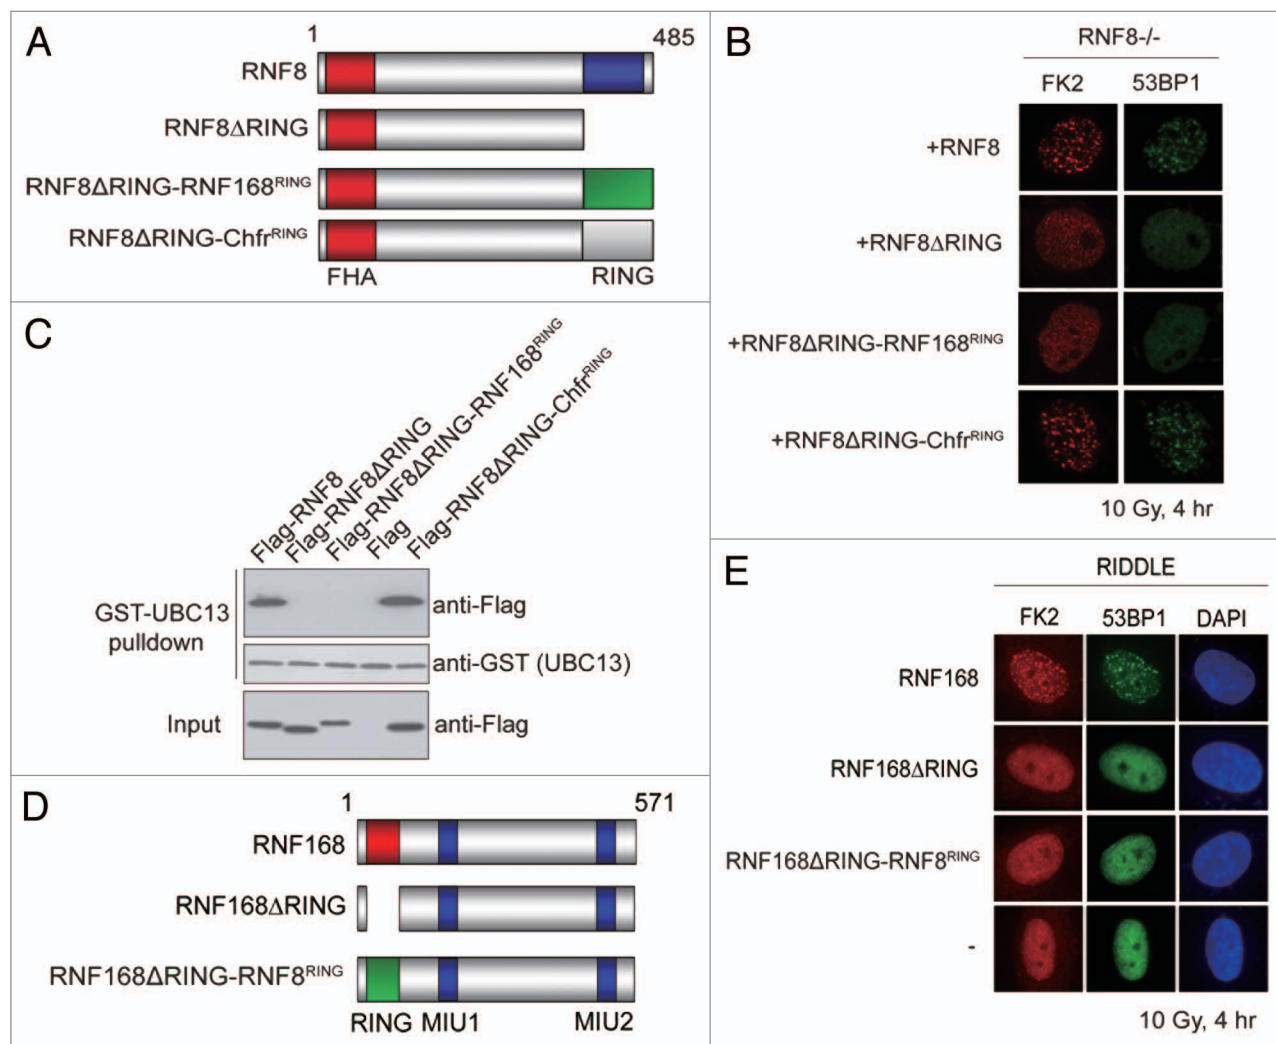 A
1 485
RNF8
RNF8ΔRING
RNF8ΔRING-RNF168RING
RNF8ΔRING-ChfrRING
FHA RING
B
RNF8-/-
FK2 53BP1
+RNF8
+RNF8ΔRING
+RNF8ΔRING-RNF168RING
+RNF8ΔRING-ChfrRING
10 Gy, 4 hr
C
Flag-RNF8
Flag-RNF8ΔRING
Flag-RNF8ΔRING-RNF168RING
Flag
Flag-RNF8ΔRING-ChfrRING
GST-UBC13
pulldown
anti-Flag
anti-GST (UBC13)
Input
anti-Flag
D
1 571
RNF168
RNF168ΔRING
RNF168ΔRING-RNF8RING
RING MIU1 MIU2
E
RIDDLE
FK2 53BP1 DAPI
RNF168
RNF168ΔRING
RNF168ΔRING-RNF8RING
-
10 Gy, 4 hr